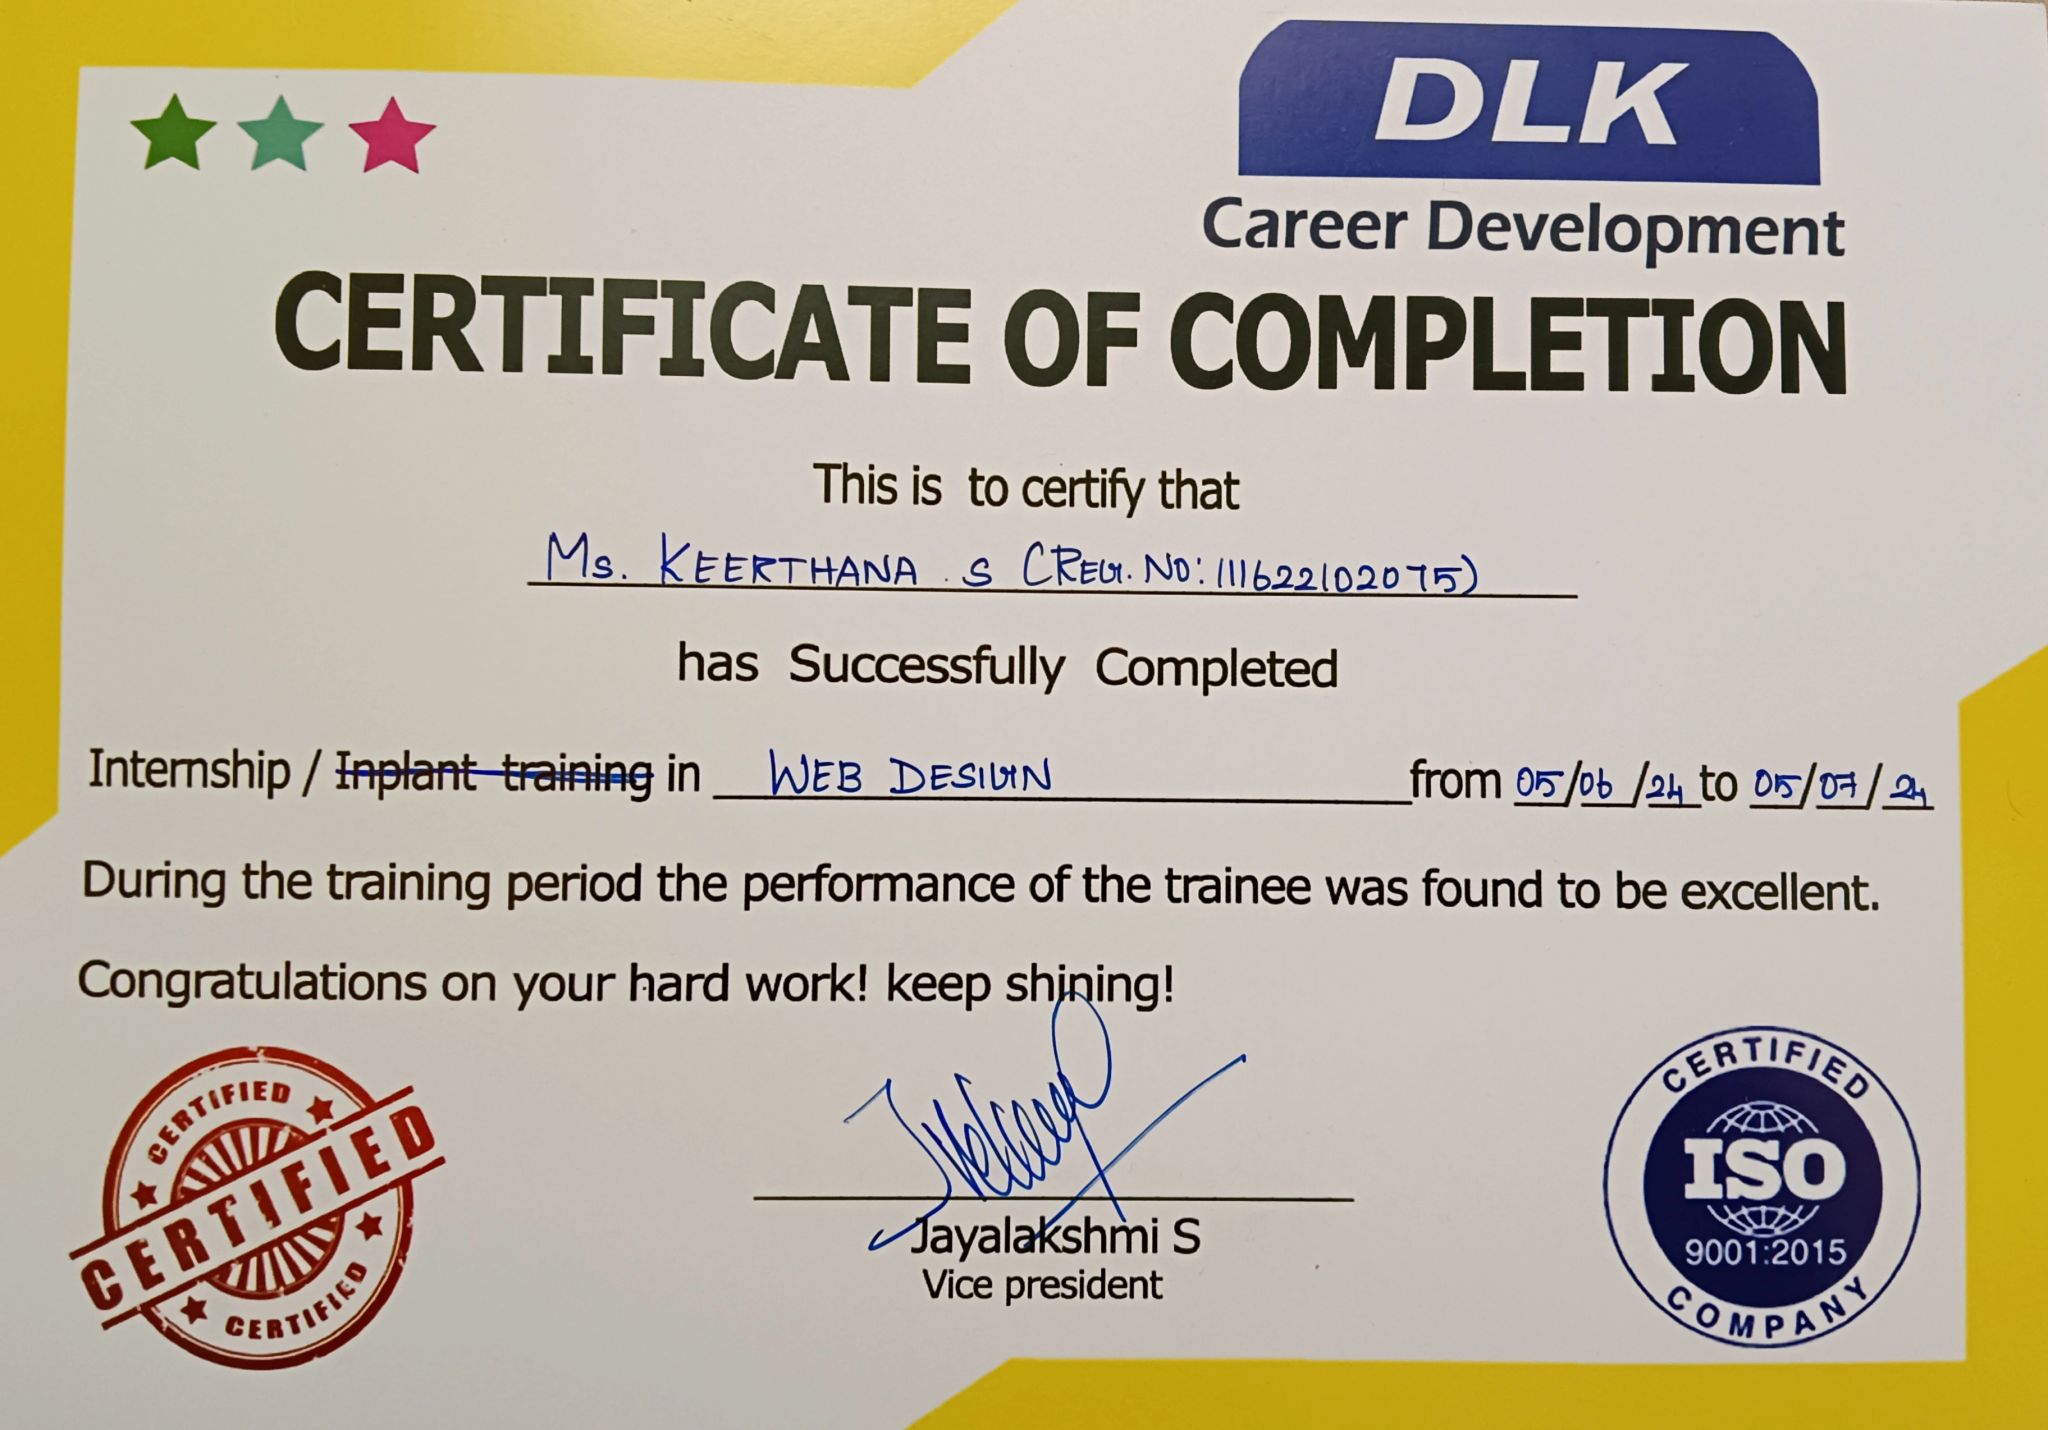 DLK
Career Development
CERTIFICATE OF COMPLETION
This is to certify that
Ms. KEERTHANA . S (REG. NO: 111622102075)
has Successfully Completed
Internship / Inplant training in WEB DESIGN from 05/06/24 to 05/07/24
During the training period the performance of the trainee was found to be excellent.
Congratulations on your hard work! keep shining!
CERTIFIED
CERTIFIED
CERTIFIED
Jayalakshmi S
Vice president
CERTIFIED
ISO
9001:2015
COMPANY